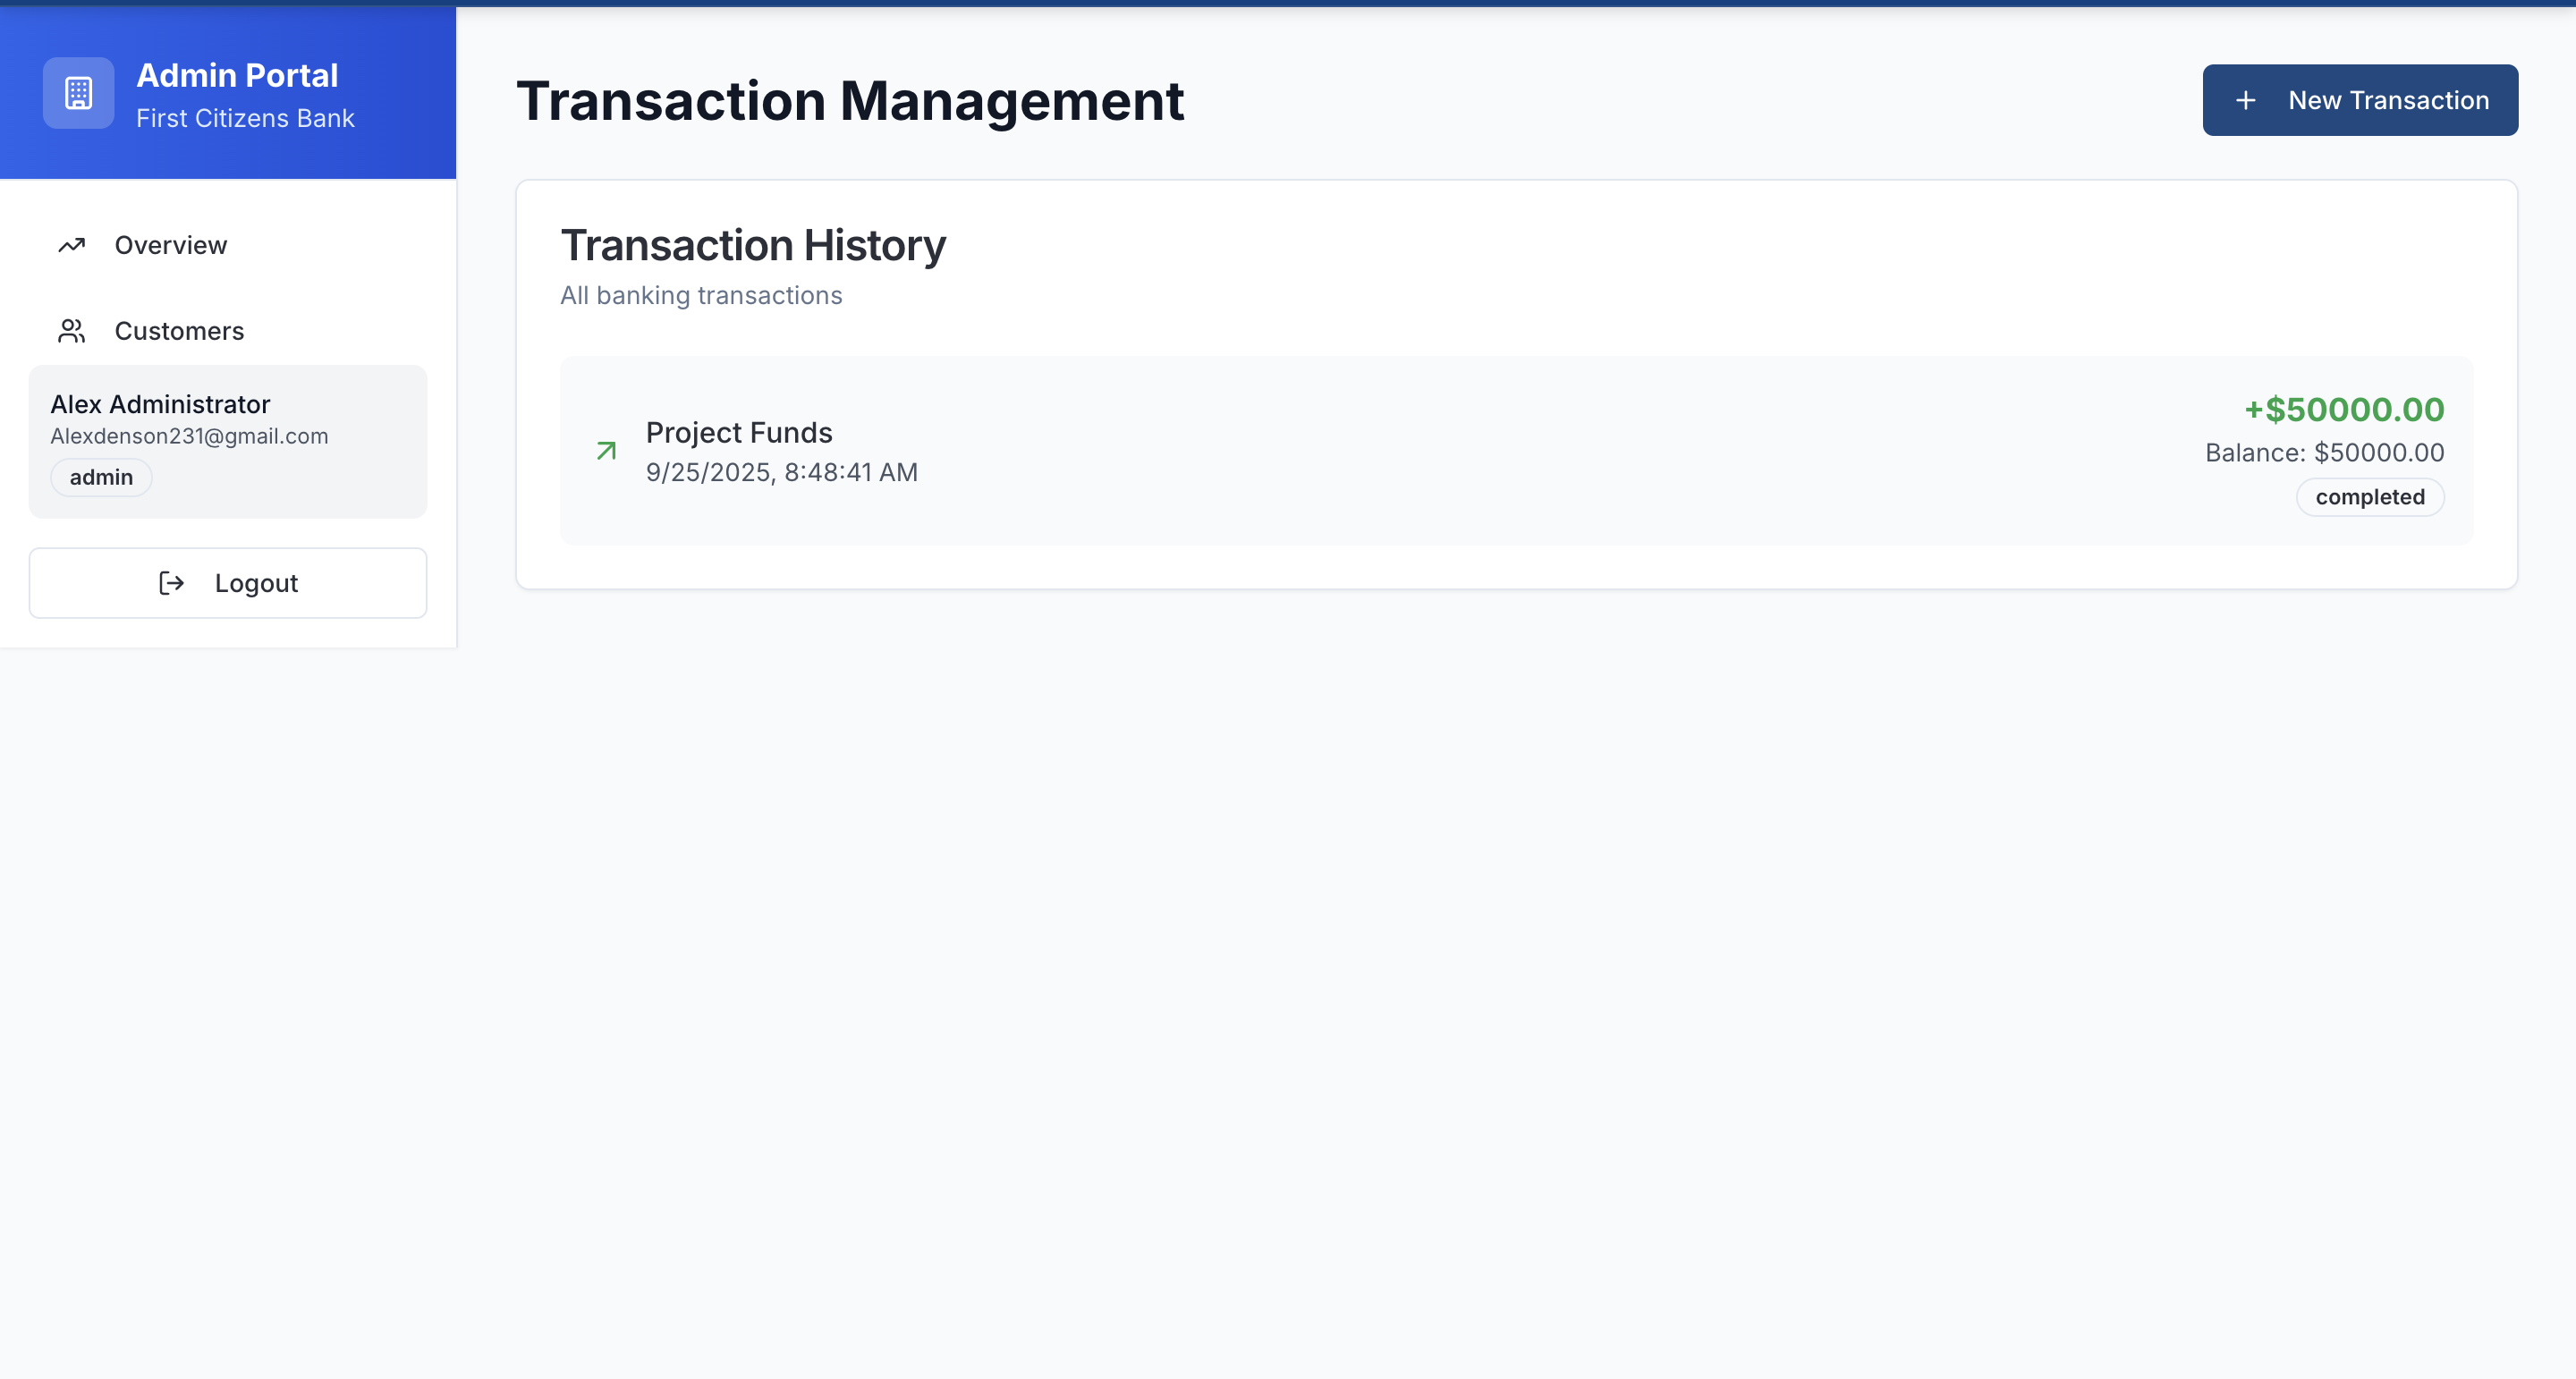 Admin Portal
First Citizens Bank
Overview
Customers
Alex Administrator
Alexdenson231@gmail.com
admin
Logout
Transaction Management
New Transaction
Transaction History
All banking transactions
Project Funds
9/25/2025, 8:48:41 AM
+$50000.00
Balance: $50000.00
completed